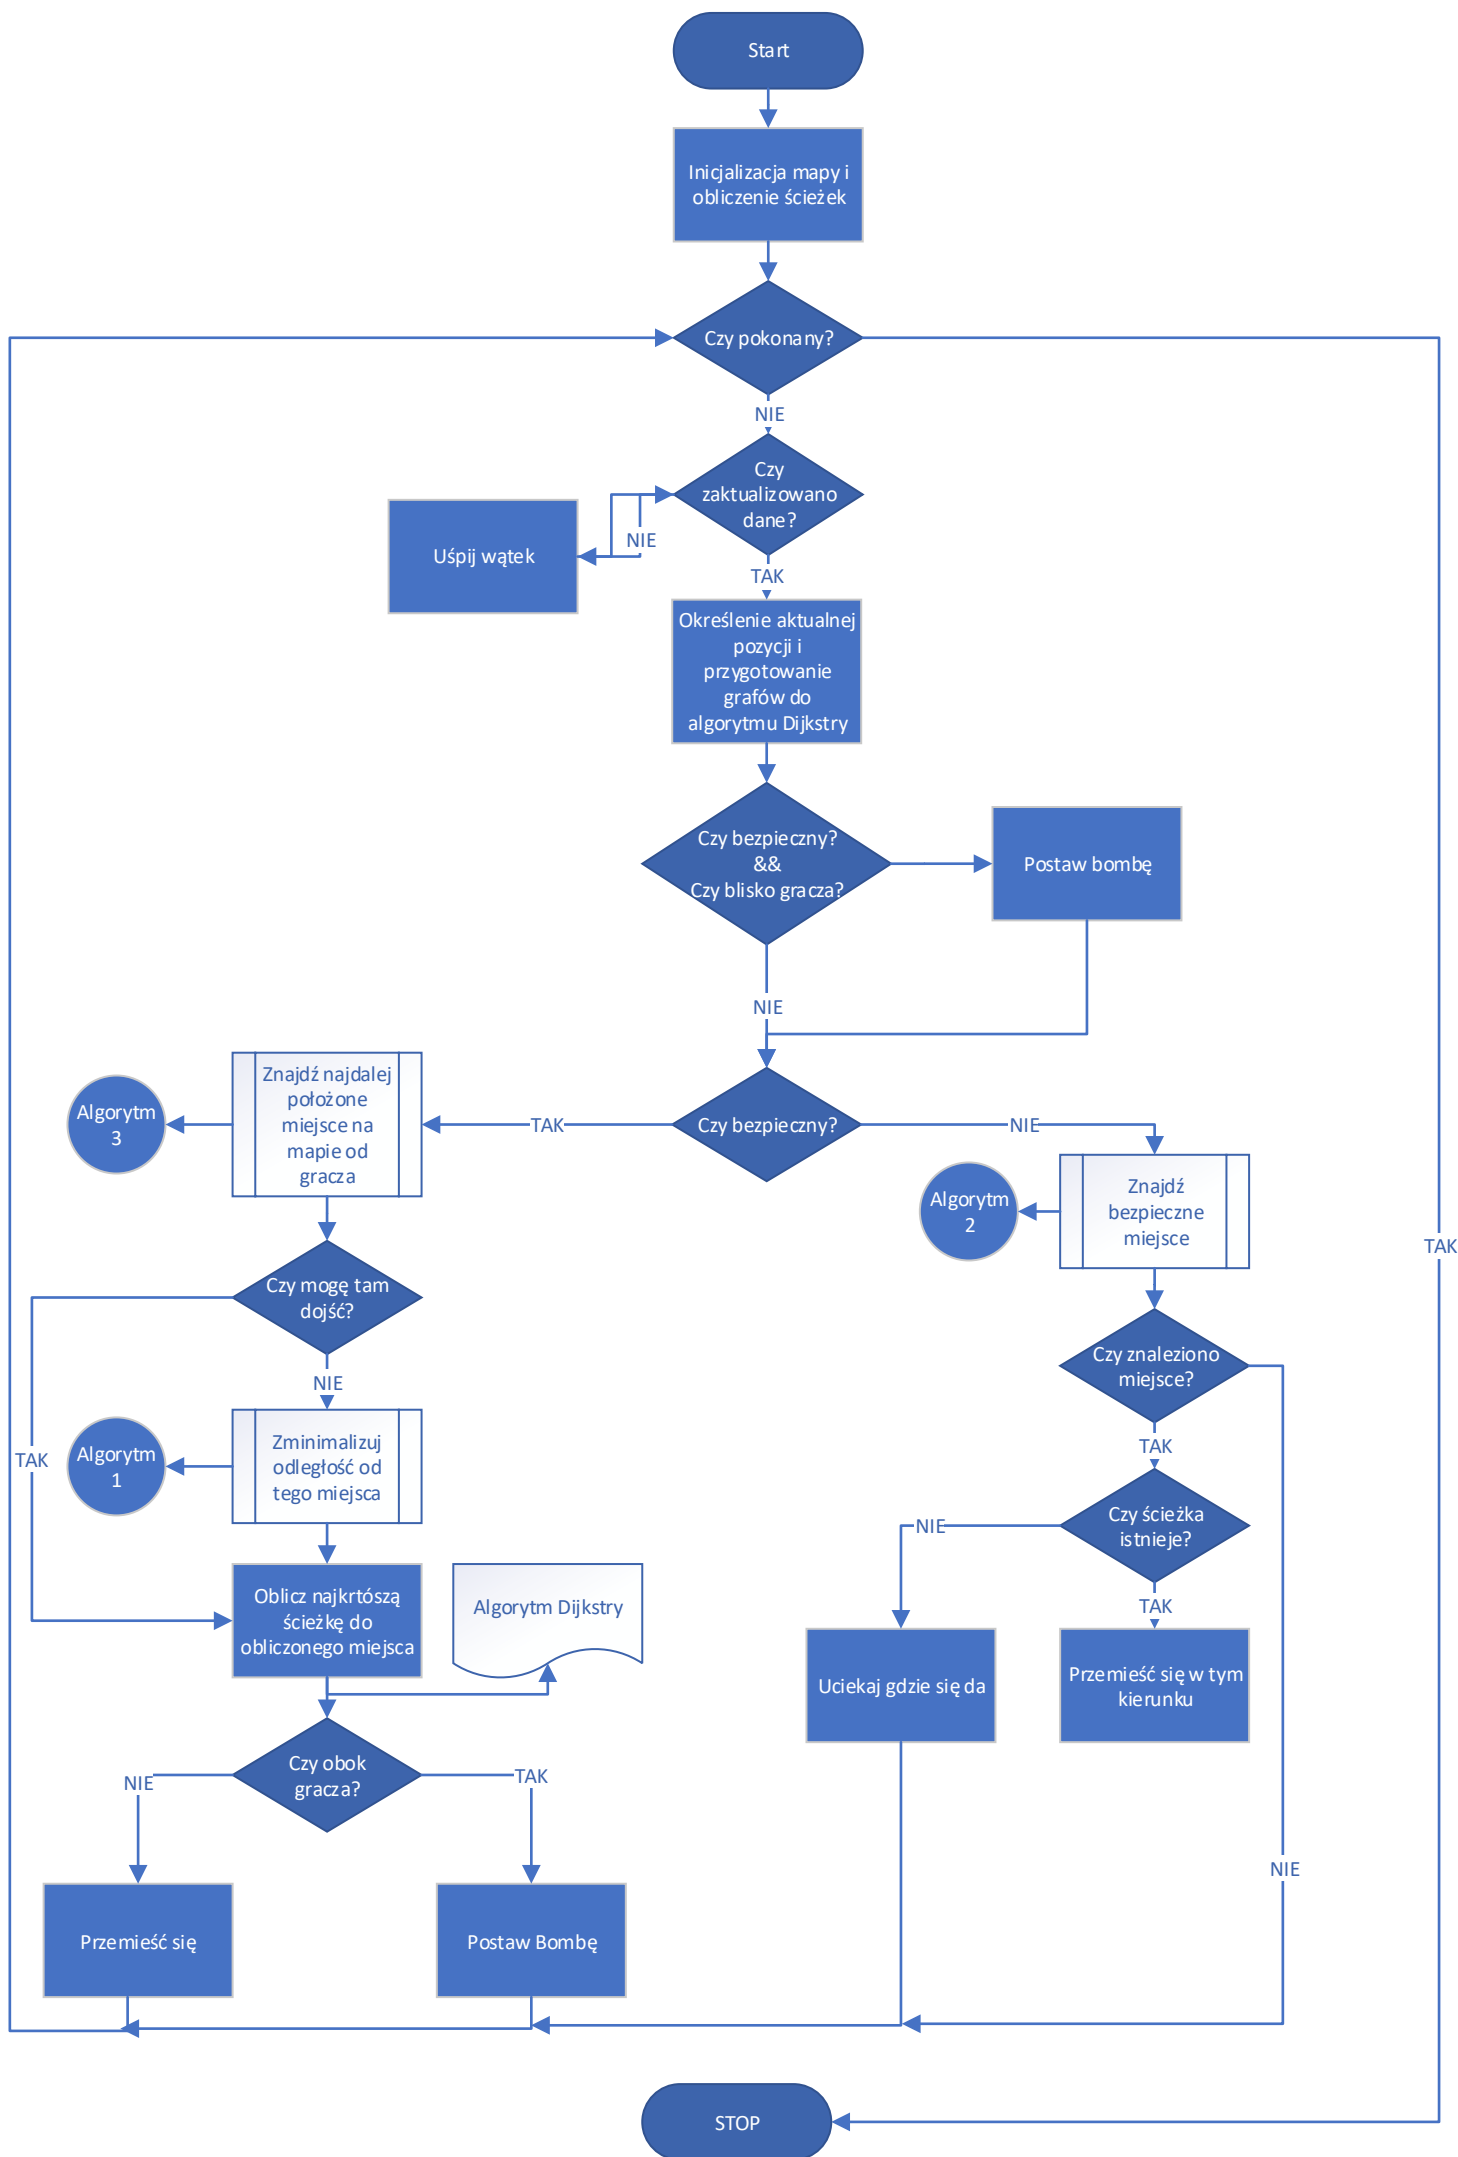 Start
Inicjalizacja mapy i
obliczenie ścieżek
Czy pokonany?
NIE
Czy
zaktualizowano
dane?
NIE
Uśpij wątek
TAK
Określenie aktualnej
pozycji i
przygotowanie
grafów do
algorytmu Dijkstry
Czy bezpieczny?
&&
Czy blisko gracza?
Postaw bombę
NIE
Czy bezpieczny?
TAK
NIE
Znajdź najdalej
położone
miejsce na
mapie od
gracza
Algorytm
3
Znajdź
bezpieczne
miejsce
Algorytm
2
TAK
Czy mogę tam
dojść?
NIE
TAK
Czy znaleziono
miejsce?
TAK
NIE
Zminimalizuj
odległość od
tego miejsca
Algorytm
1
Czy ścieżka
istnieje?
NIE
TAK
Oblicz najkrtószą
ścieżkę do
obliczonego miejsca
Algorytm Dijkstry
Uciekaj gdzie się da
Przemieść się w tym
kierunku
Czy obok
gracza?
NIE
TAK
Przemieść się
Postaw Bombę
STOP